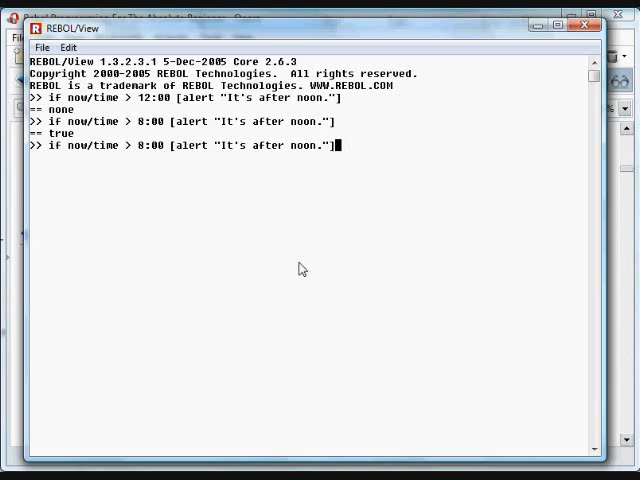 REBOL/View
File Edit
REBOL/View 1.3.2.3.1 5-Dec-2005 Core 2.6.3
Copyright 2000-2005 REBOL Technologies.  All rights reserved.
REBOL is a trademark of REBOL Technologies. WWW.REBOL.COM
>> if now/time > 12:00 [alert "It's after noon."]
== none
>> if now/time > 8:00 [alert "It's after noon."]
== true
>> if now/time > 8:00 [alert "It's after noon."]